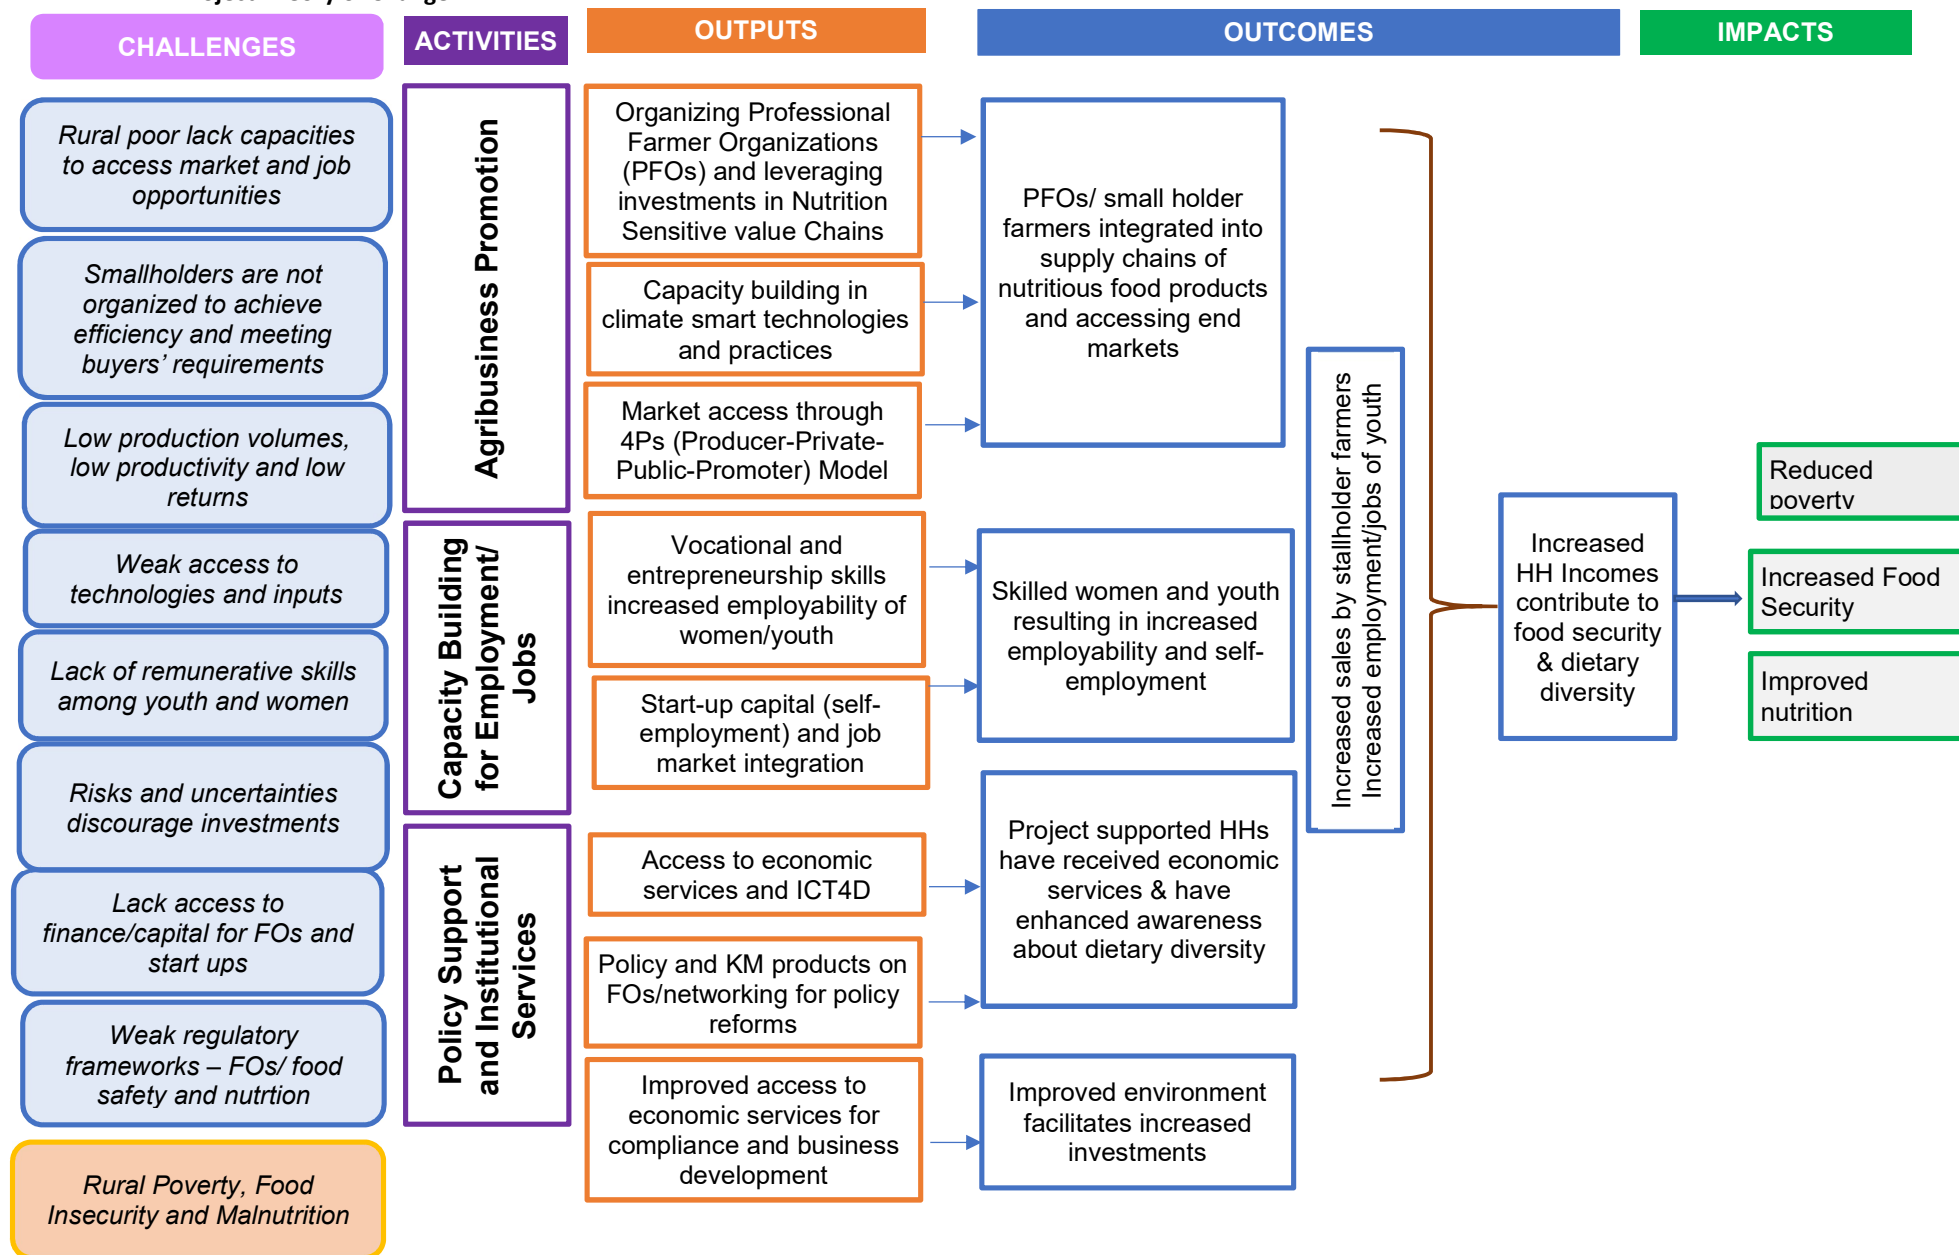 CHALLENGES
ACTIVITIES
OUTPUTS
OUTCOMES
IMPACTS
Rural poor lack capacities
to access market and job
opportunities
Smallholders are not
organized to achieve
efficiency and meeting
buyers’ requirements
Low production volumes,
low productivity and low
returns
Weak access to
technologies and inputs
Lack of remunerative skills
among youth and women
Risks and uncertainties
discourage investments
Lack access to
finance/capital for FOs and
start ups
Weak regulatory
frameworks – FOs/ food
safety and nutrtion
Rural Poverty, Food
Insecurity and Malnutrition
Agribusiness Promotion
Capacity Building
for Employment/
Jobs
Policy Support
and Institutional
Services
Organizing Professional
Farmer Organizations
(PFOs) and leveraging
investments in Nutrition
Sensitive value Chains
Capacity building in
climate smart technologies
and practices
Market access through
4Ps (Producer-Private-
Public-Promoter) Model
Vocational and
entrepreneurship skills
increased employability of
women/youth
Start-up capital (self-
employment) and job
market integration
Access to economic
services and ICT4D
Policy and KM products on
FOs/networking for policy
reforms
Improved access to
economic services for
compliance and business
development
PFOs/ small holder
farmers integrated into
supply chains of
nutritious food products
and accessing end
markets
Skilled women and youth
resulting in increased
employability and self-
employment
Project supported HHs
have received economic
services & have
enhanced awareness
about dietary diversity
Improved environment
facilitates increased
investments
Increased sales by stallholder farmers
Increased employment/jobs of youth
Increased
HH Incomes
contribute to
food security
& dietary
diversity
Reduced
poverty
Increased Food
Security
Improved
nutrition